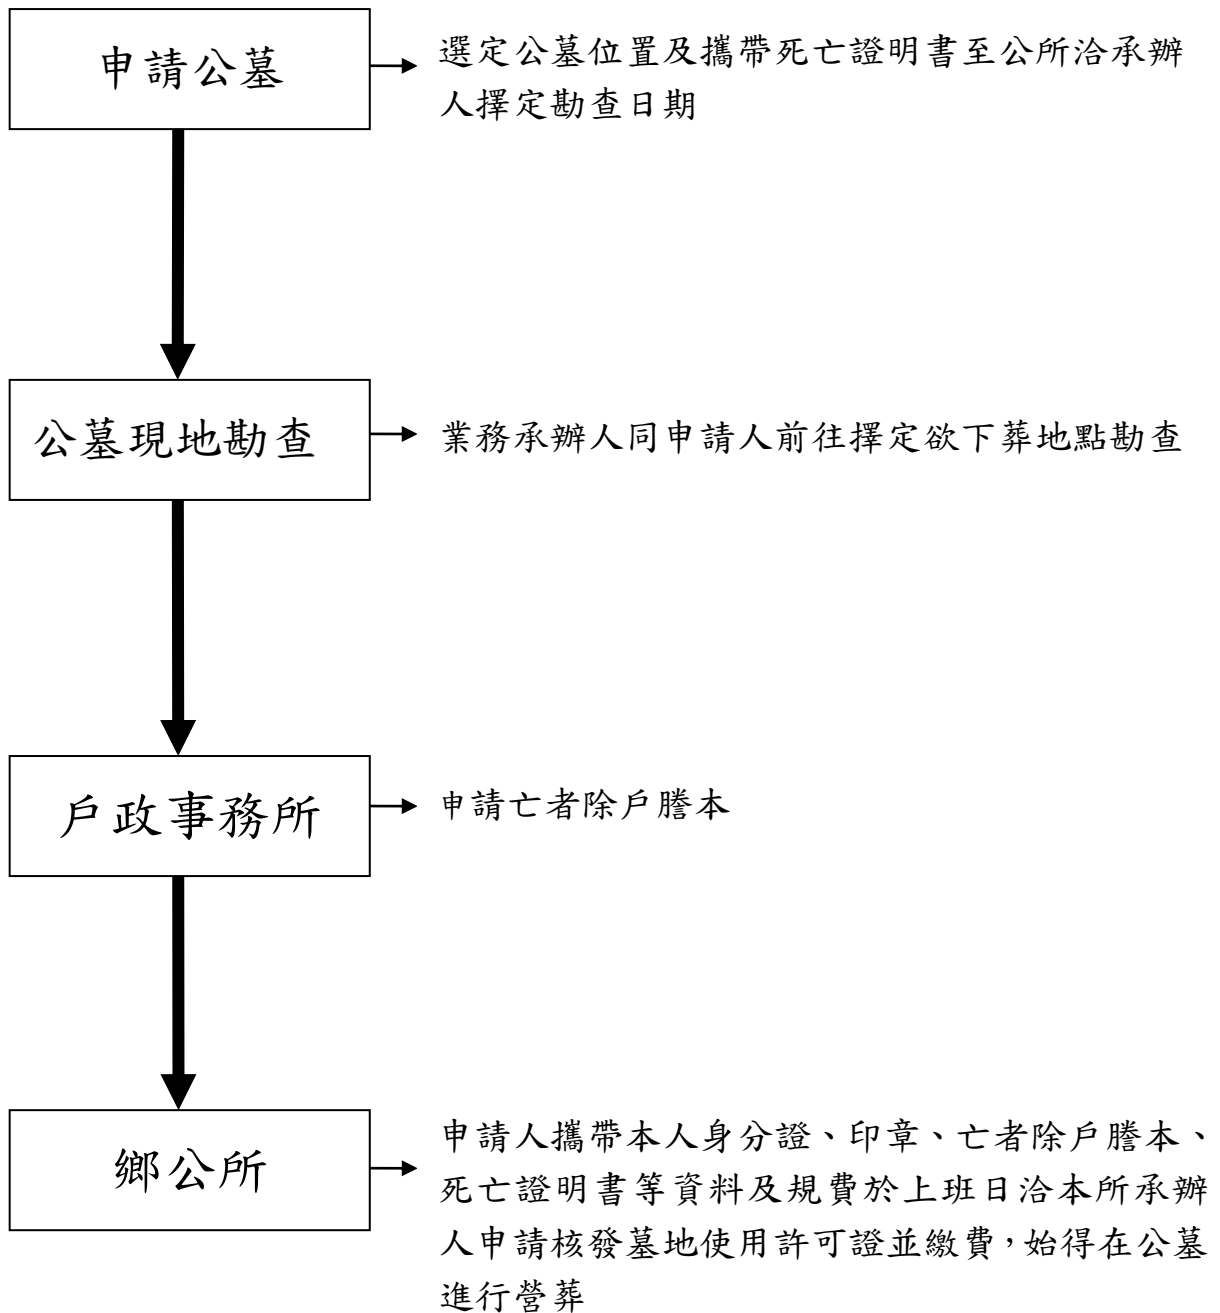 申請公墓
選定公墓位置及攜帶死亡證明書至公所洽承辦
人擇定勘查日期
公墓現地勘查
業務承辦人同申請人前往擇定欲下葬地點勘查
戶政事務所
申請亡者除戶謄本
鄉公所
申請人攜帶本人身分證、印章、亡者除戶謄本、
死亡證明書等資料及規費於上班日洽本所承辦
人申請核發墓地使用許可證並繳費，始得在公墓
進行營葬